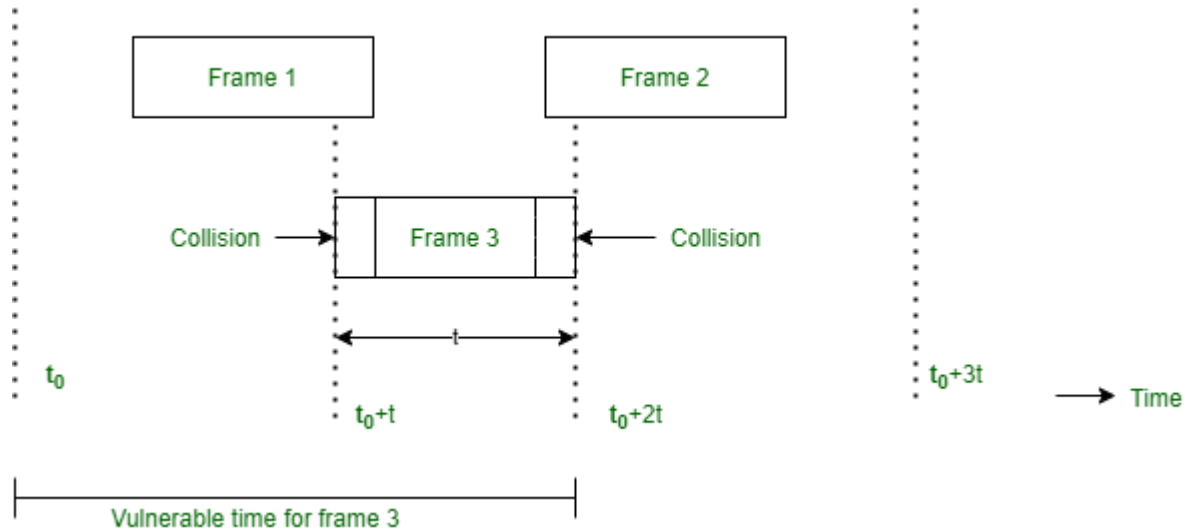 Frame 1
Frame 2
Collision
Frame 3
Collision
t
t₀
t₀+t
t₀+2t
t₀+3t
Time
Vulnerable time for frame 3